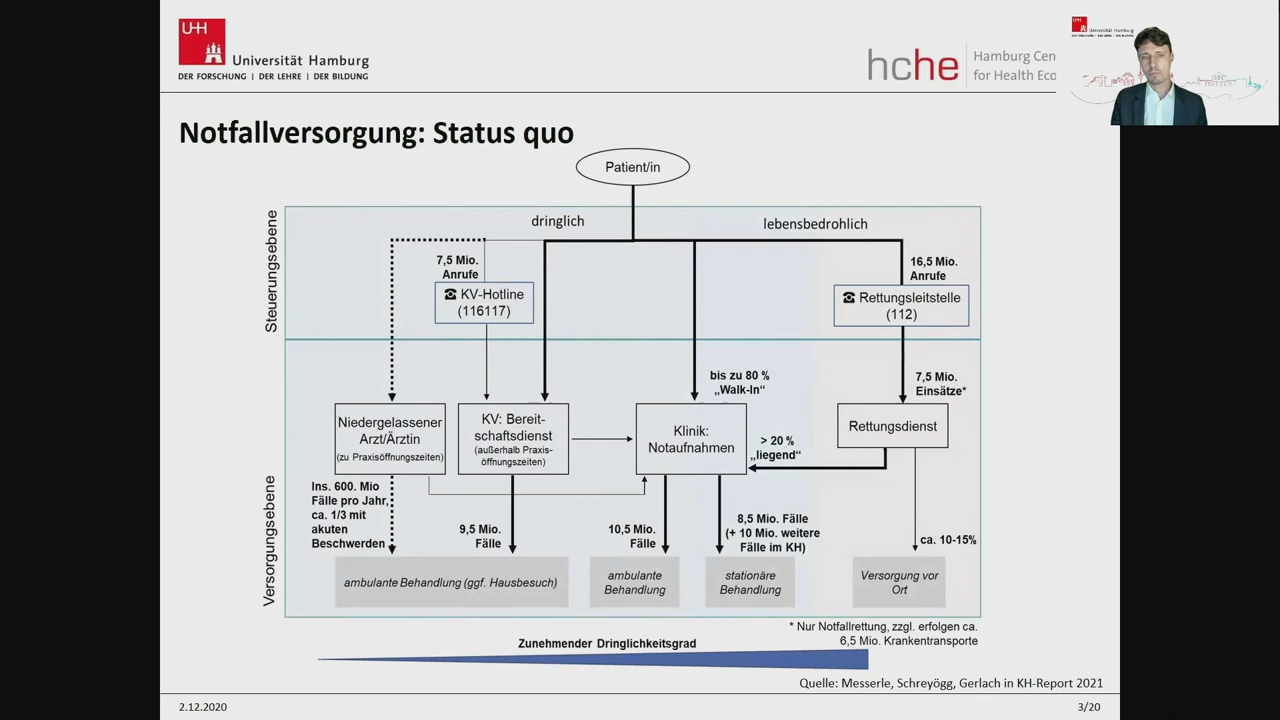 UHH
Universität Hamburg
DER FORSCHUNG | DER LEHRE | DER BILDUNG
hche
Hamburg Cen
for Health Eco
Notfallversorgung: Status quo
Patient/in
Steuerungsebene
dringlich
lebensbedrohlich
7,5 Mio.
Anrufe
☎ KV-Hotline
(116117)
16,5 Mio.
Anrufe
☎ Rettungsleitstelle
(112)
Versorgungsebene
bis zu 80 %
„Walk-In“
7,5 Mio.
Einsätze*
Niedergelassener
Arzt/Ärztin
(zu Praxisöffnungszeiten)
KV: Bereit-
schaftsdienst
(außerhalb Praxis-
öffnungszeiten)
Klinik:
Notaufnahmen
Rettungsdienst
> 20 %
„liegend“
Ins. 600. Mio
Fälle pro Jahr,
ca. 1/3 mit
akuten
Beschwerden
9,5 Mio.
Fälle
10,5 Mio.
Fälle
8,5 Mio. Fälle
(+ 10 Mio. weitere
Fälle im KH)
ca. 10-15%
ambulante Behandlung (ggf. Hausbesuch)
ambulante
Behandlung
stationäre
Behandlung
Versorgung vor
Ort
* Nur Notfallrettung, zzgl. erfolgen ca.
6,5 Mio. Krankentransporte
Zunehmender Dringlichkeitsgrad
Quelle: Messerle, Schreyögg, Gerlach in KH-Report 2021
2.12.2020
3/20